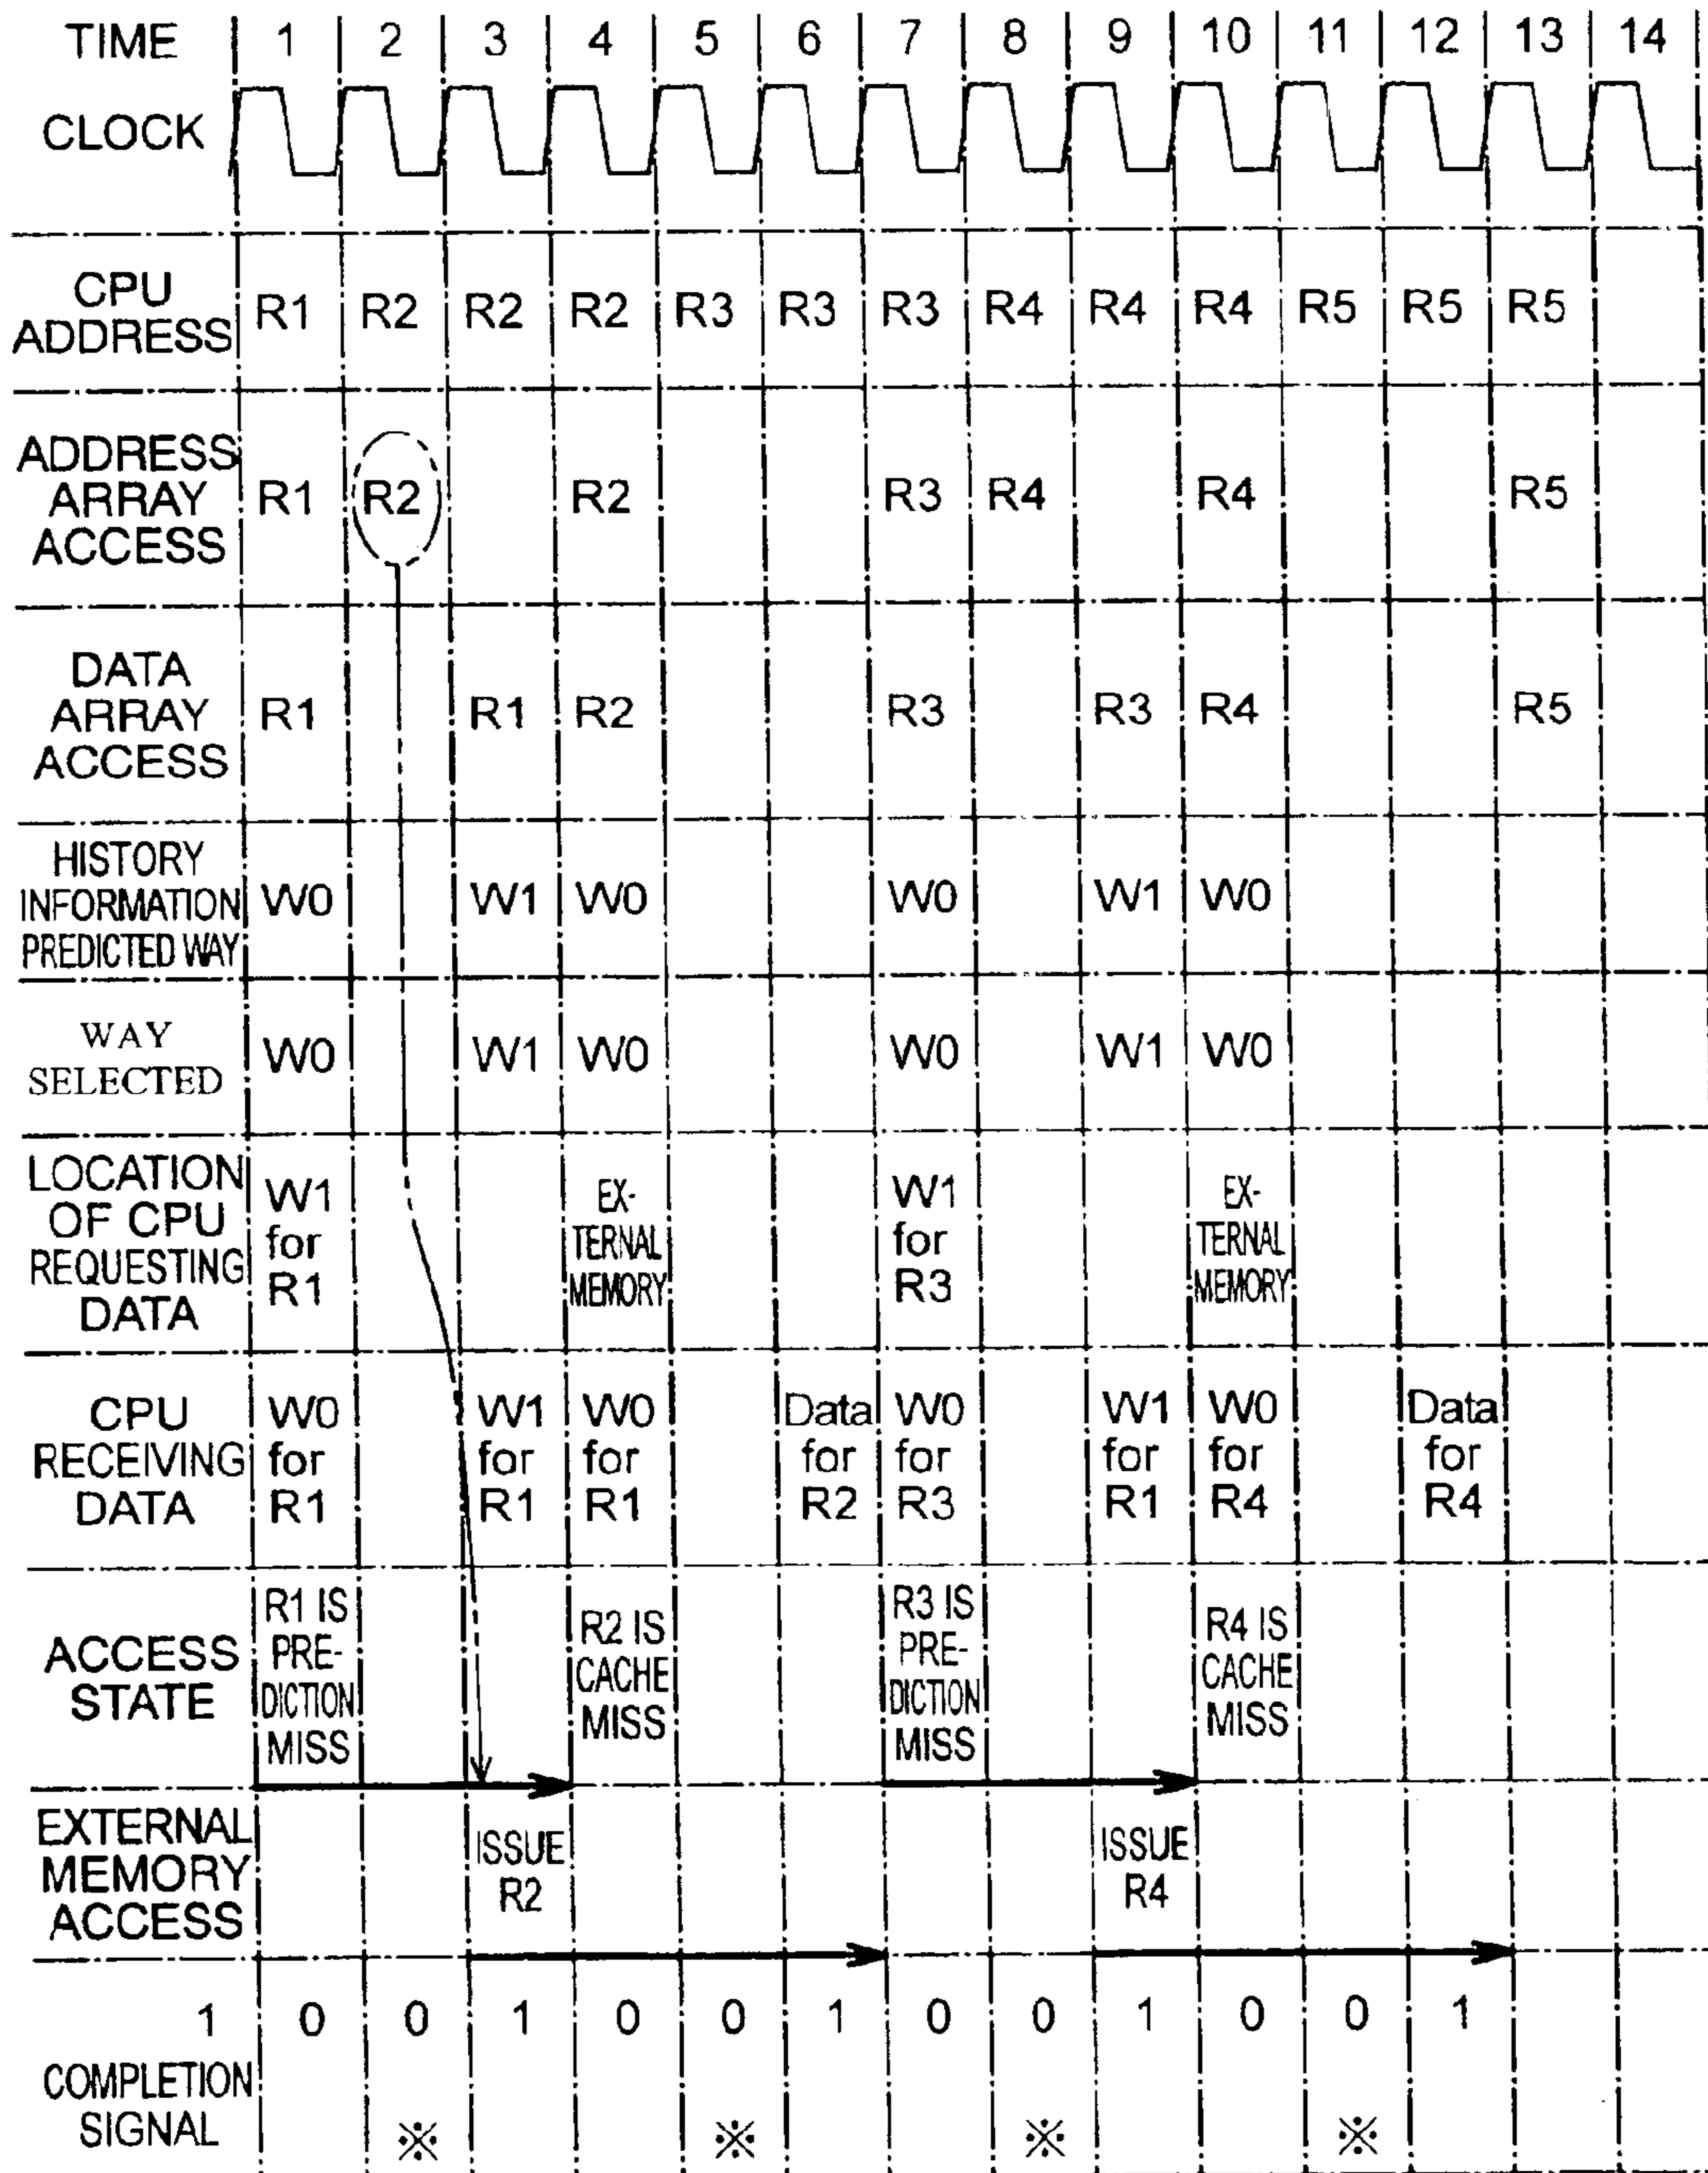 TIME 1 2 3 4 5 6 7 8 9 10 11 12 13 14
CLOCK
CPU ADDRESS R1 R2 R2 R2 R3 R3 R3 R4 R4 R4 R5 R5 R5
ADDRESS ARRAY ACCESS R1 R2 R2 R3 R4 R4 R5
DATA ARRAY ACCESS R1 R1 R2 R3 R3 R4 R5
HISTORY INFORMATION PREDICTED WAY W0 W1 W0 W0 W1 W0
WAY SELECTED W0 W1 W0 W0 W1 W0
LOCATION OF CPU REQUESTING DATA W1 for R1 EX-TERNAL MEMORY W1 for R3 EX-TERNAL MEMORY
CPU RECEIVING DATA W0 for R1 W1 for R1 W0 for R1 Data for R2 W0 for R3 W1 for R1 W0 for R4 Data for R4
ACCESS STATE R1 IS PRE-DICTION MISS R2 IS CACHE MISS R3 IS PRE-DICTION MISS R4 IS CACHE MISS
EXTERNAL MEMORY ACCESS ISSUE R2 ISSUE R4
1 0 0 1 0 0 1 0 0 1 0 0 1
COMPLETION SIGNAL ※ ※ ※ ※